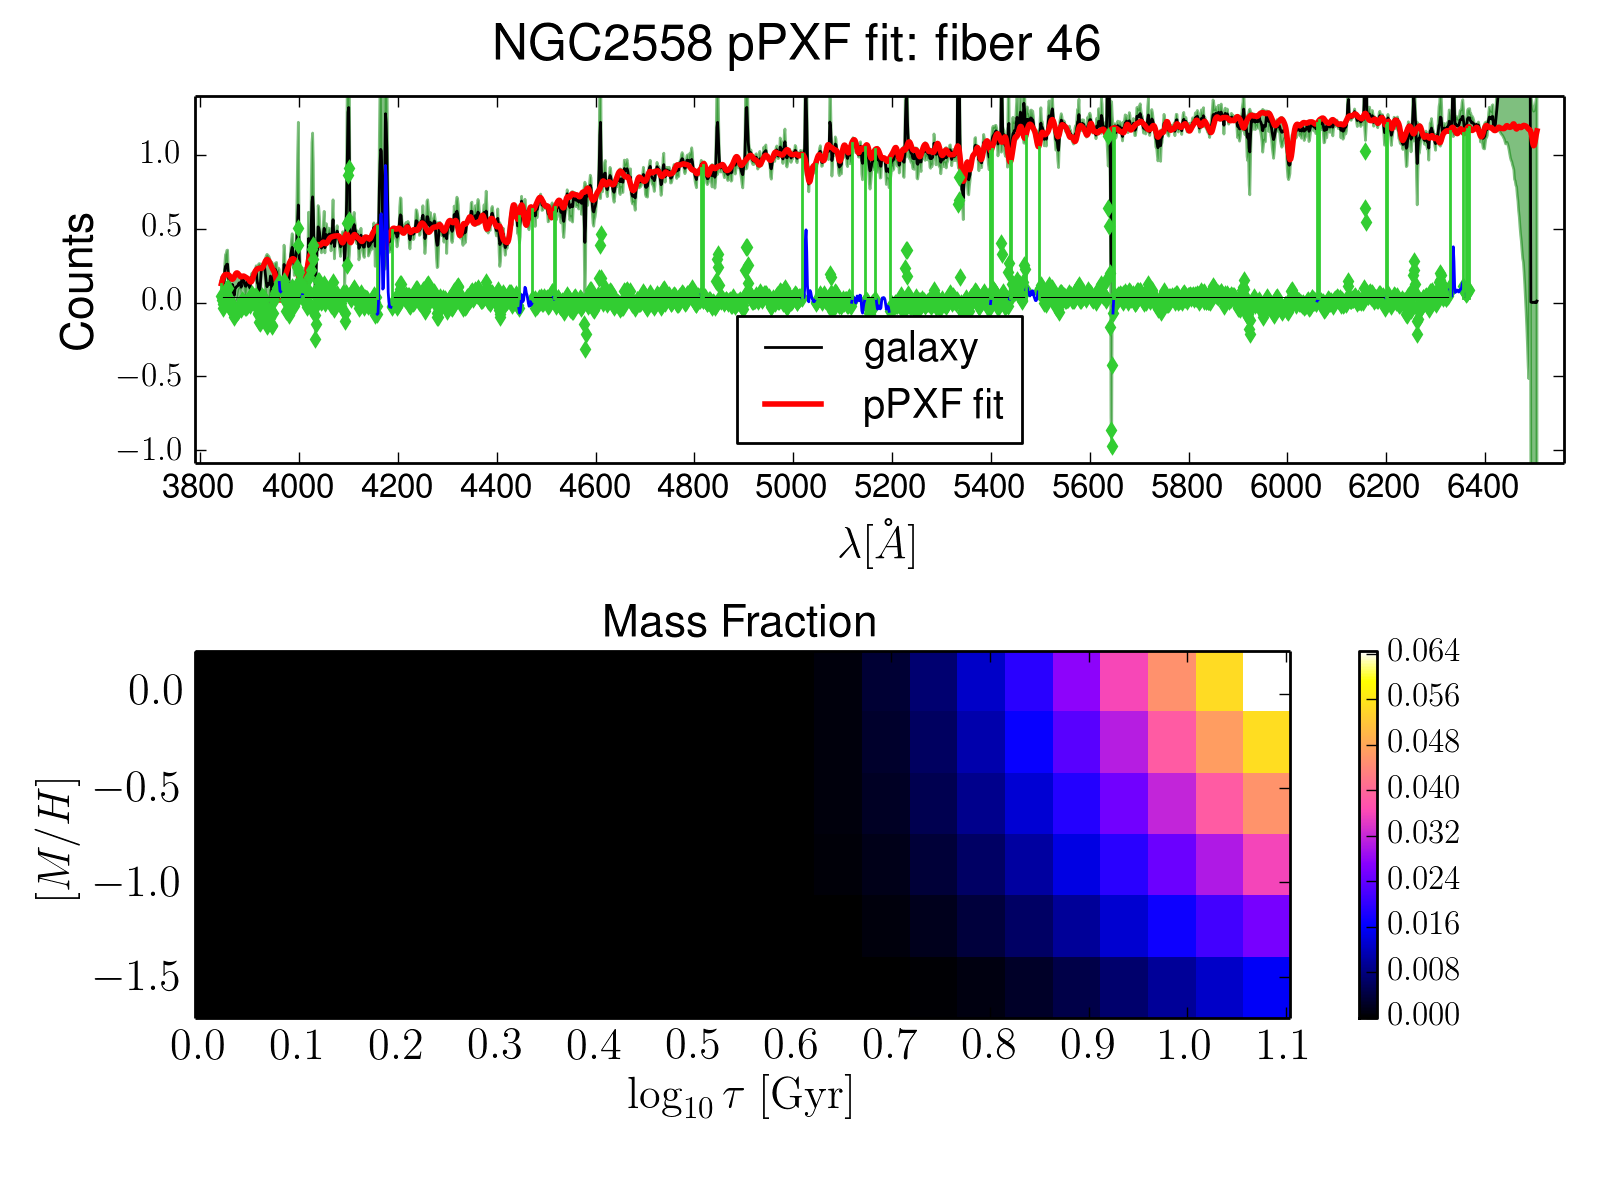 NGC2558 pPXF fit: fiber 46
Counts
1.0
0.5
0.0
−0.5
−1.0
galaxy
pPXF fit
3800 4000 4200 4400 4600 4800 5000 5200 5400 5600 5800 6000 6200 6400
λ[Å]
Mass Fraction
[M/H]
0.0
−0.5
−1.0
−1.5
0.0 0.1 0.2 0.3 0.4 0.5 0.6 0.7 0.8 0.9 1.0 1.1
log₁₀ τ [Gyr]
0.064
0.056
0.048
0.040
0.032
0.024
0.016
0.008
0.000